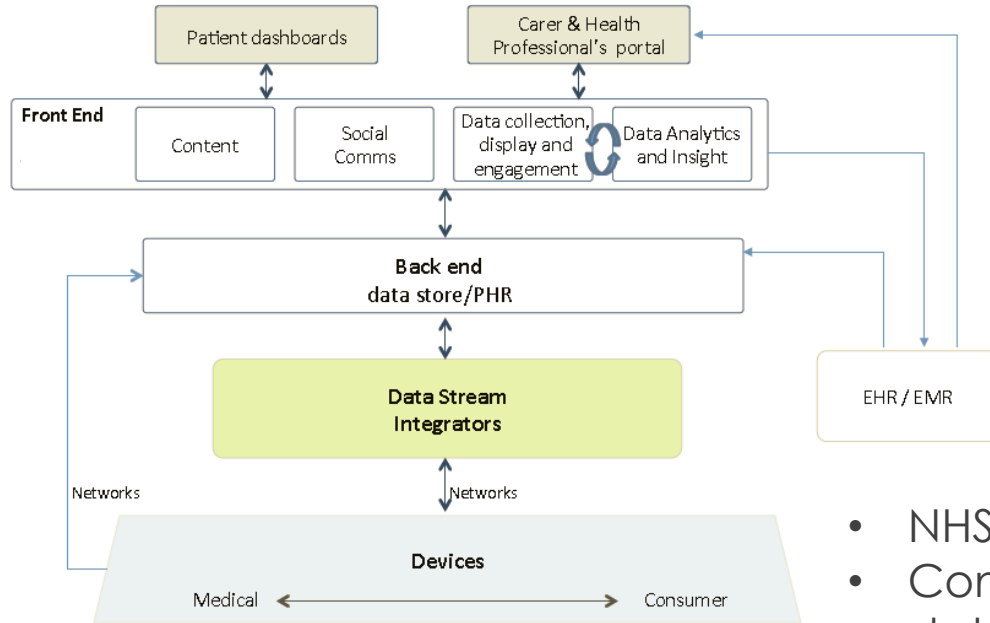 Patient dashboards
Carer & Health
Professional's portal
Front End
Content
Social
Comms
Data collection,
display and
engagement
Data Analytics
and Insight
Back end
data store/PHR
Data Stream
Integrators
EHR / EMR
Networks
Networks
Devices
Medical
Consumer
• NHS
•